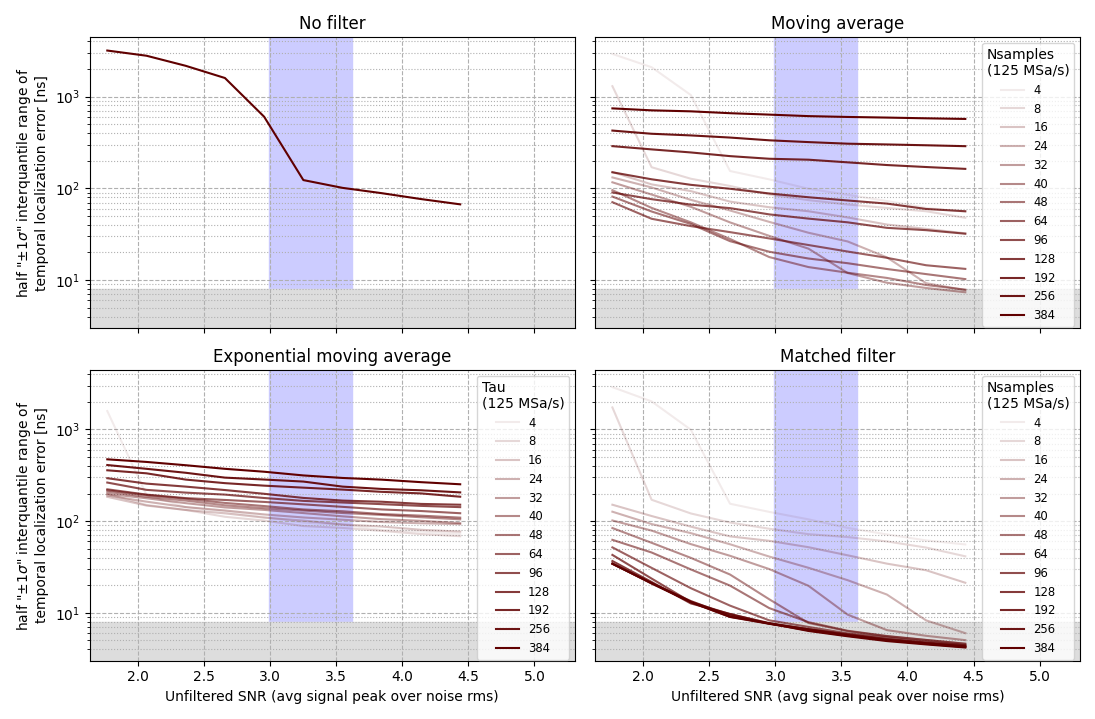 No filter
half "±1σ" interquantile range of
temporal localization error [ns]
10³
10²
10¹
Moving average
Nsamples
(125 MSa/s)
4
8
16
24
32
40
48
64
96
128
192
256
384
Exponential moving average
half "±1σ" interquantile range of
temporal localization error [ns]
10³
10²
10¹
Tau
(125 MSa/s)
4
8
16
24
32
40
48
64
96
128
192
256
384
2.0 2.5 3.0 3.5 4.0 4.5 5.0
Unfiltered SNR (avg signal peak over noise rms)
Matched filter
Nsamples
(125 MSa/s)
4
8
16
24
32
40
48
64
96
128
192
256
384
2.0 2.5 3.0 3.5 4.0 4.5 5.0
Unfiltered SNR (avg signal peak over noise rms)